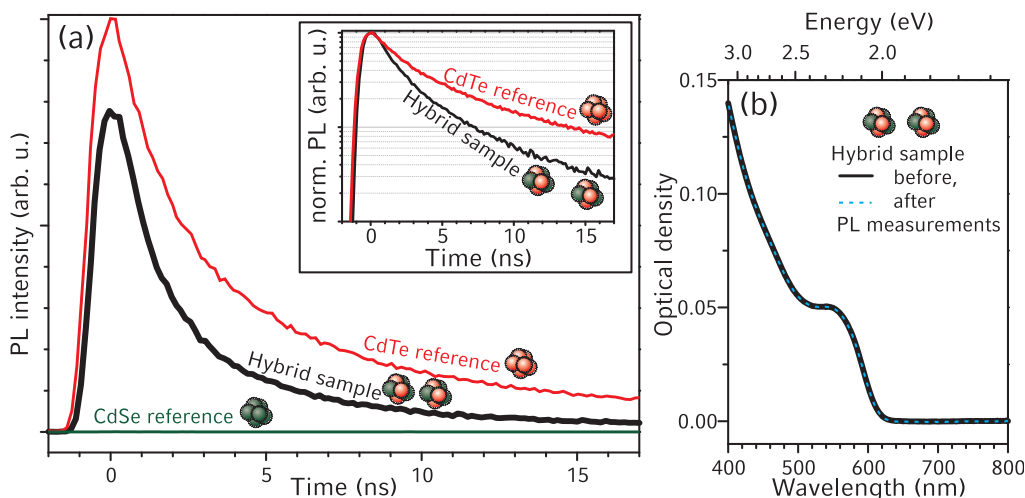 (a)
PL intensity (arb. u.)
CdTe reference
Hybrid sample
CdSe reference
0
5
10
15
Time (ns)
norm. PL (arb. u.)
CdTe reference
Hybrid sample
0
5
10
15
Time (ns)
Energy (eV)
3.0
2.5
2.0
(b)
Optical density
0.15
0.10
0.05
0.00
Hybrid sample
before,
after
PL measurements
400
500
600
700
800
Wavelength (nm)